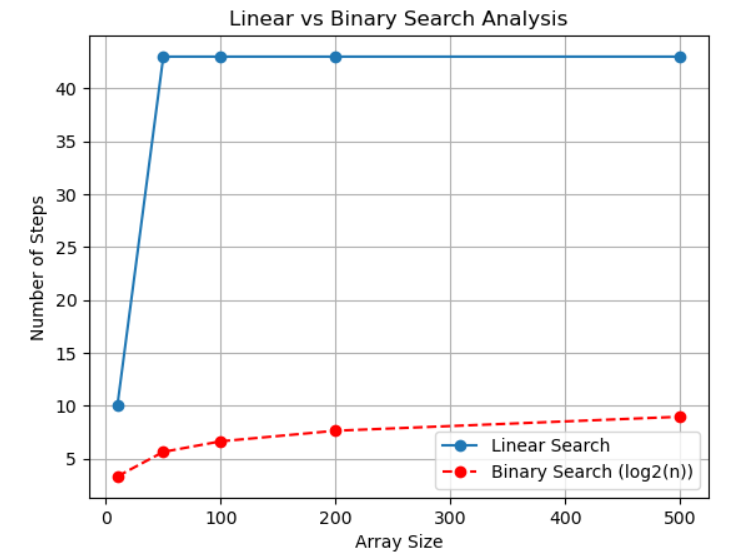 Linear vs Binary Search Analysis
Number of Steps
40
35
30
25
20
15
10
5
0
100
200
300
400
500
Array Size
Linear Search
Binary Search (log2(n))